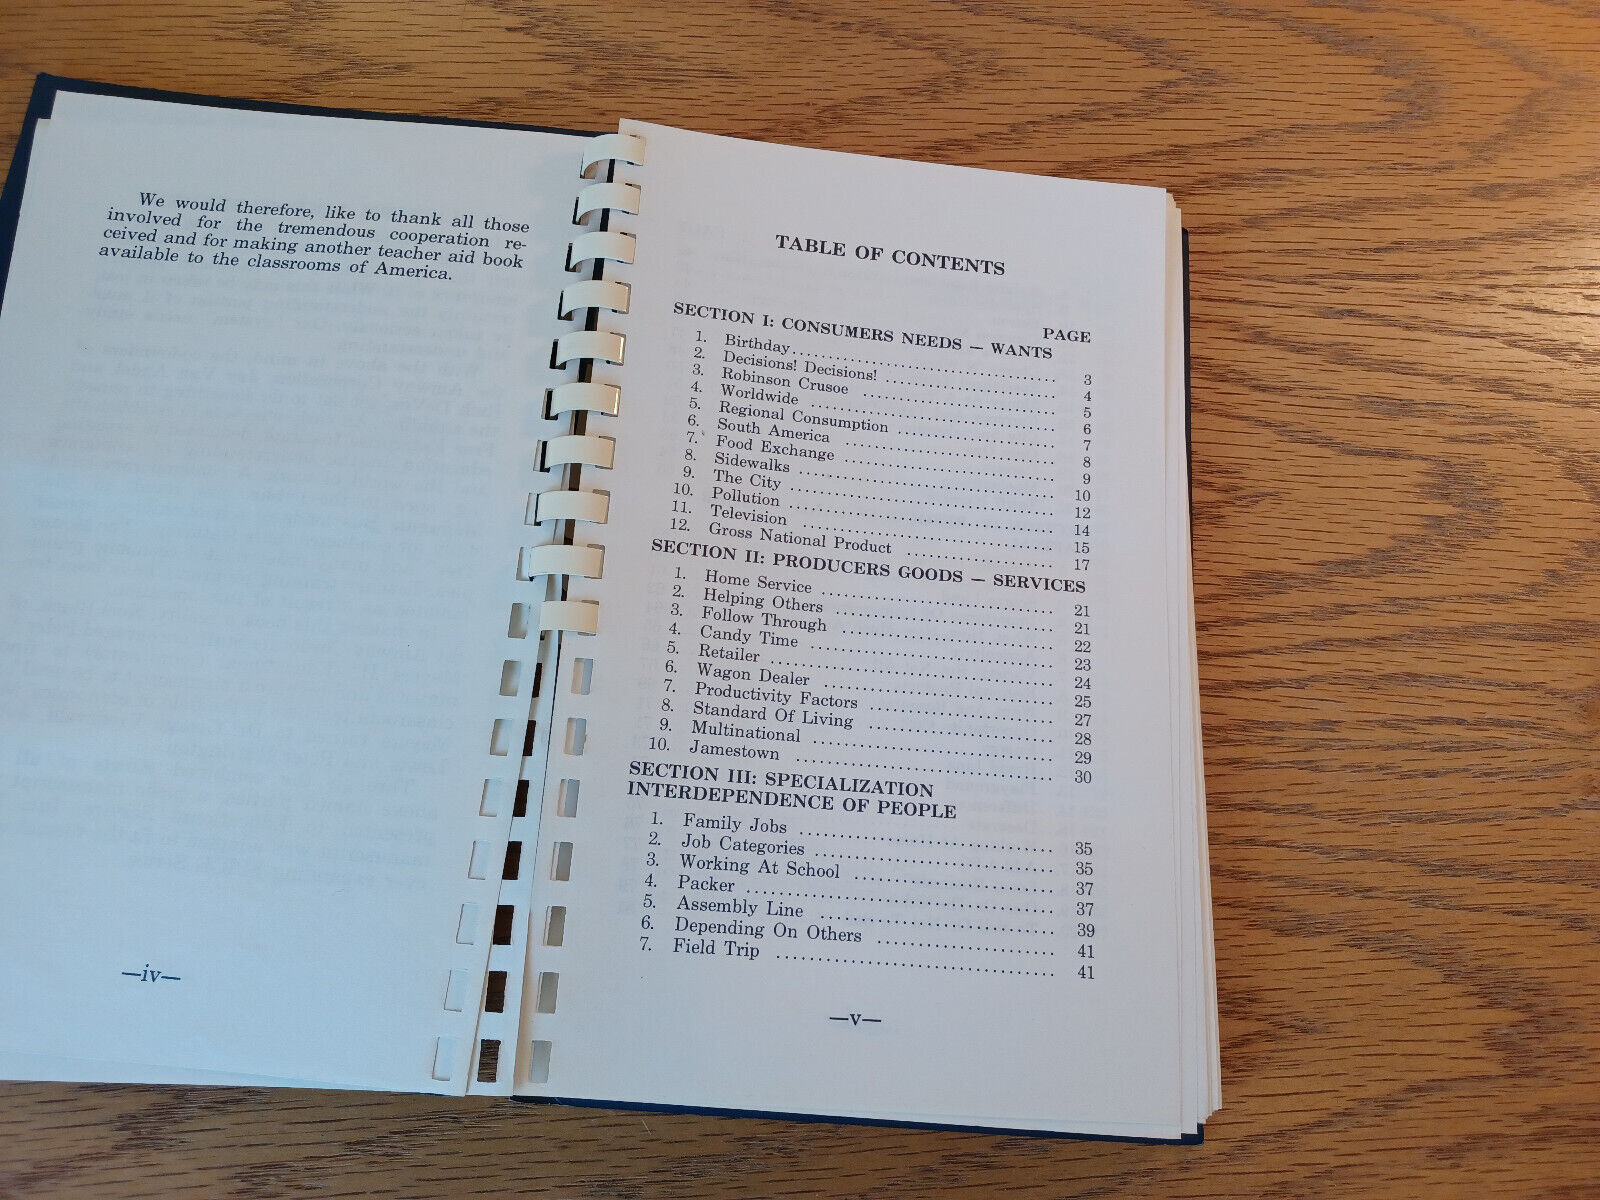 We would therefore, like to thank all those
involved for the tremendous cooperation re-
ceived and for making another teacher aid book
available to the classrooms of America.
—iv—
TABLE OF CONTENTS
PAGE
SECTION I: CONSUMERS NEEDS — WANTS
1. Birthday 3
2. Decisions! Decisions! 4
3. Robinson Crusoe 5
4. Worldwide 6
5. Regional Consumption 7
6. South America 8
7. Food Exchange 9
8. Sidewalks 10
9. The City 12
10. Pollution 14
11. Television 15
12. Gross National Product 17
SECTION II: PRODUCERS GOODS — SERVICES
1. Home Service 21
2. Helping Others 21
3. Follow Through 22
4. Candy Time 23
5. Retailer 24
6. Wagon Dealer 25
7. Productivity Factors 27
8. Standard Of Living 28
9. Multinational 29
10. Jamestown 30
SECTION III: SPECIALIZATION
INTERDEPENDENCE OF PEOPLE
1. Family Jobs 35
2. Job Categories 35
3. Working At School 37
4. Packer 37
5. Assembly Line 39
6. Depending On Others 41
7. Field Trip 41
—v—